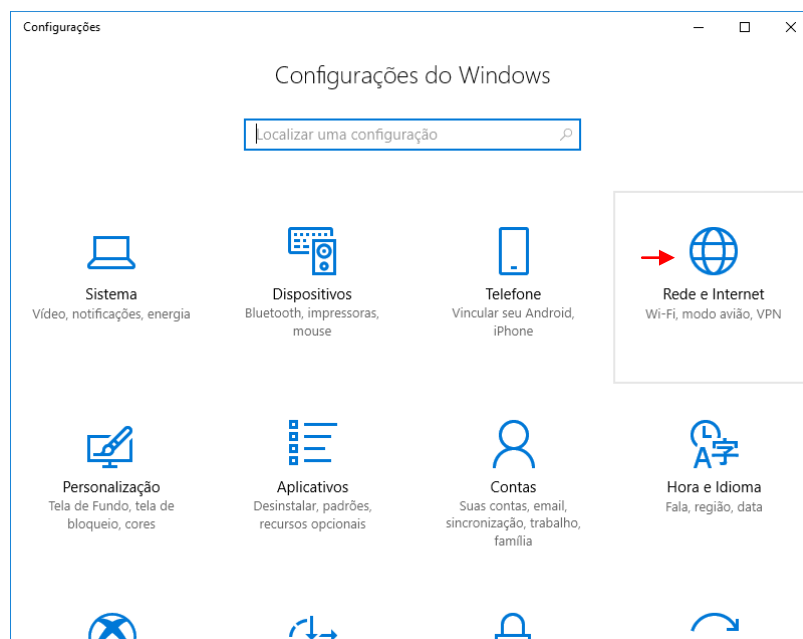 Configurações
Configurações do Windows
Localizar uma configuração
Sistema
Vídeo, notificações, energia
Dispositivos
Bluetooth, impressoras,
mouse
Telefone
Vincular seu Android,
iPhone
Rede e Internet
Wi-Fi, modo avião, VPN
Personalização
Tela de Fundo, tela de
bloqueio, cores
Aplicativos
Desinstalar, padrões,
recursos opcionais
Contas
Suas contas, email,
sincronização, trabalho,
família
Hora e Idioma
Fala, região, data